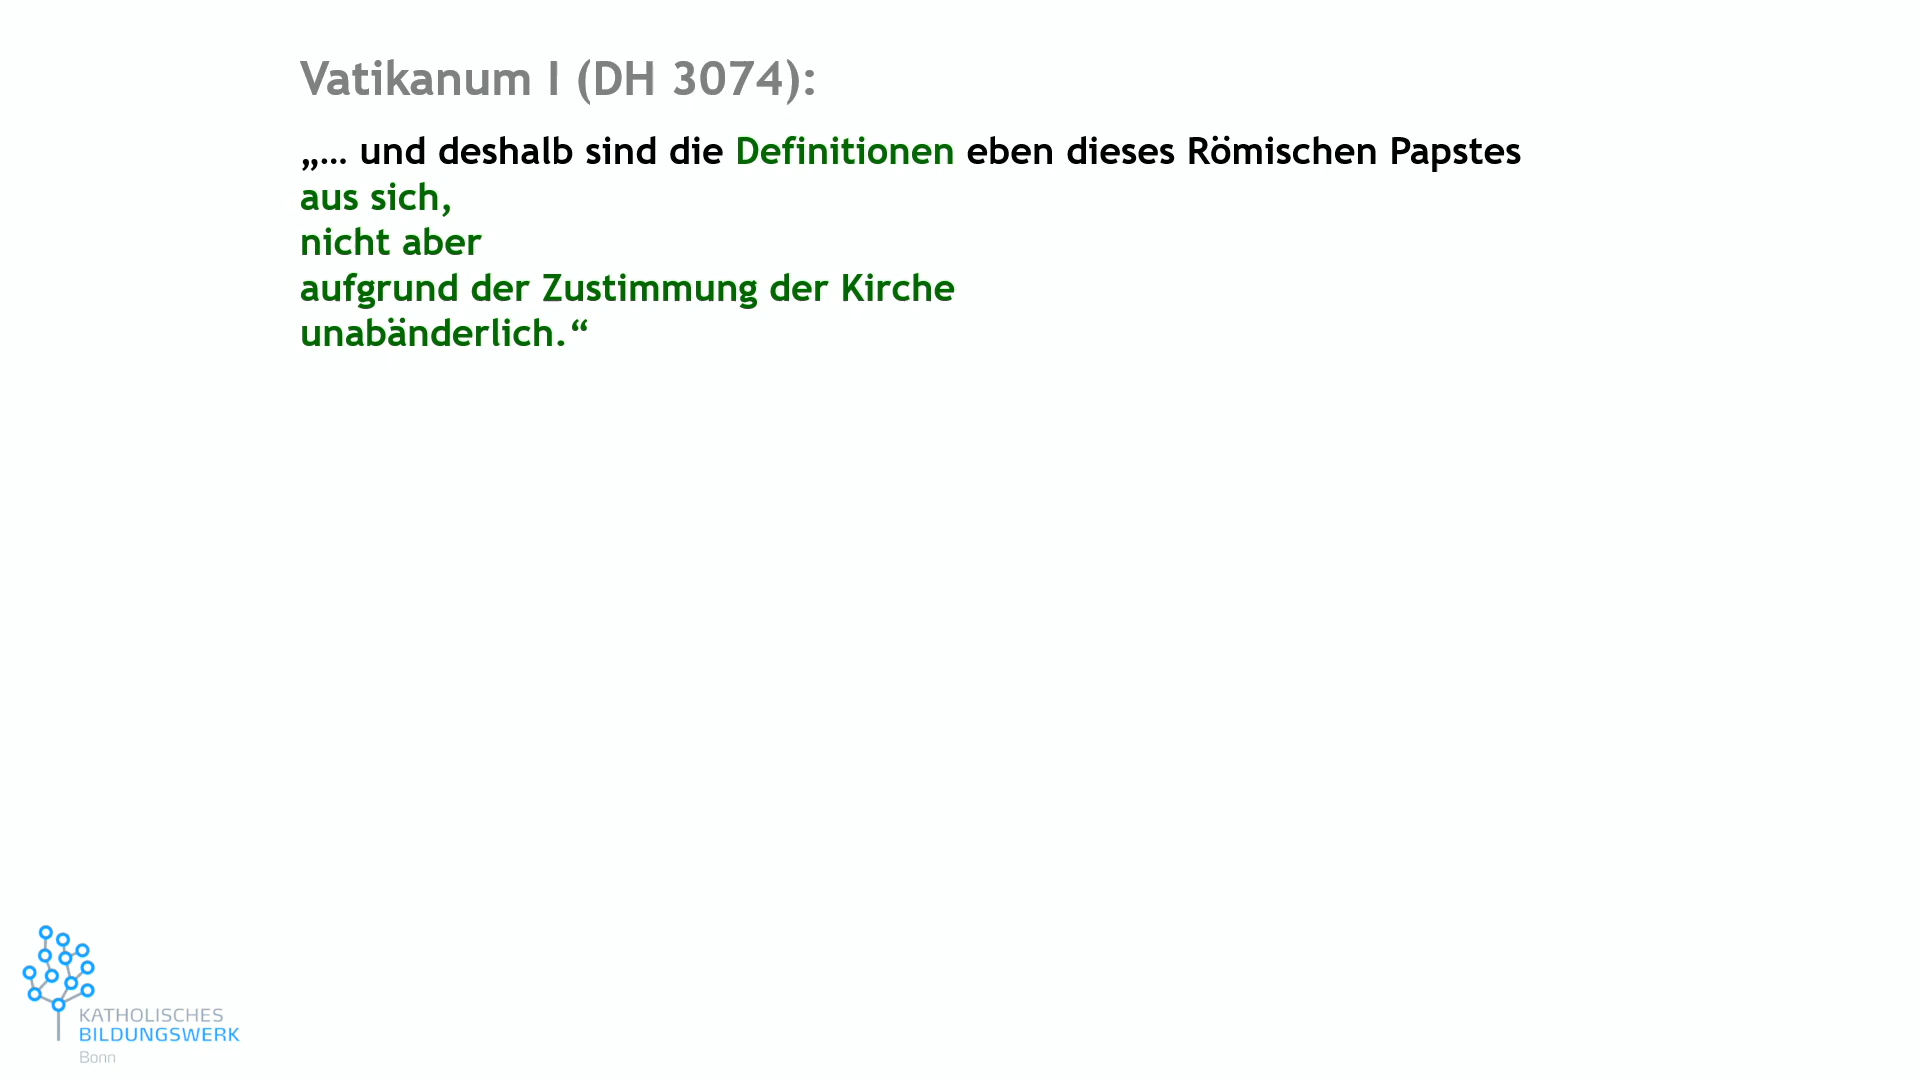 Vatikanum I (DH 3074):
„… und deshalb sind die Definitionen eben dieses Römischen Papstes
aus sich,
nicht aber
aufgrund der Zustimmung der Kirche
unabänderlich.“
KATHOLISCHES
BILDUNGSWERK
Bonn